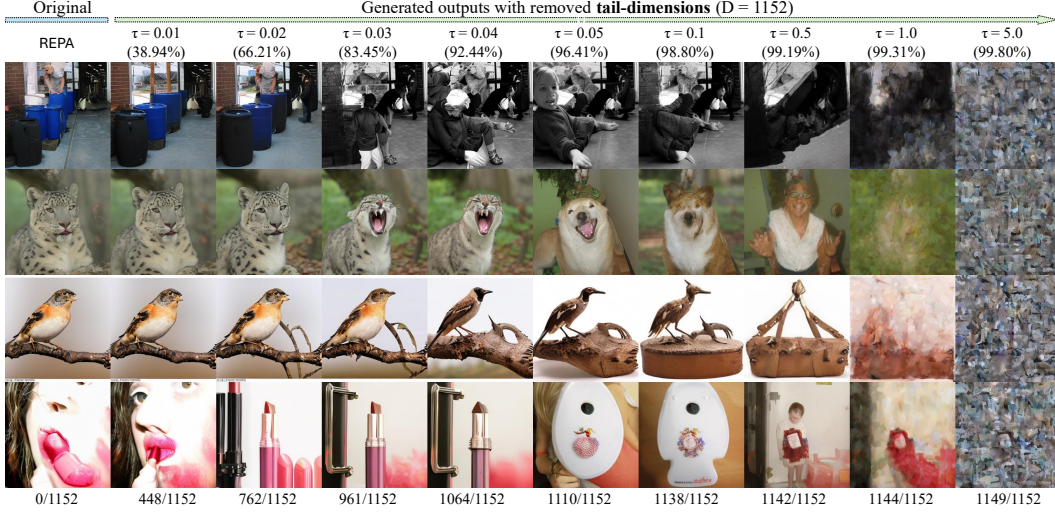 Original
Generated outputs with removed tail-dimensions (D = 1152)
REPA
τ = 0.01 τ = 0.02 τ = 0.03 τ = 0.04 τ = 0.05 τ = 0.1 τ = 0.5 τ = 1.0 τ = 5.0
(38.94%) (66.21%) (83.45%) (92.44%) (96.41%) (98.80%) (99.19%) (99.31%) (99.80%)
0/1152 448/1152 762/1152 961/1152 1064/1152 1110/1152 1138/1152 1142/1152 1144/1152 1149/1152